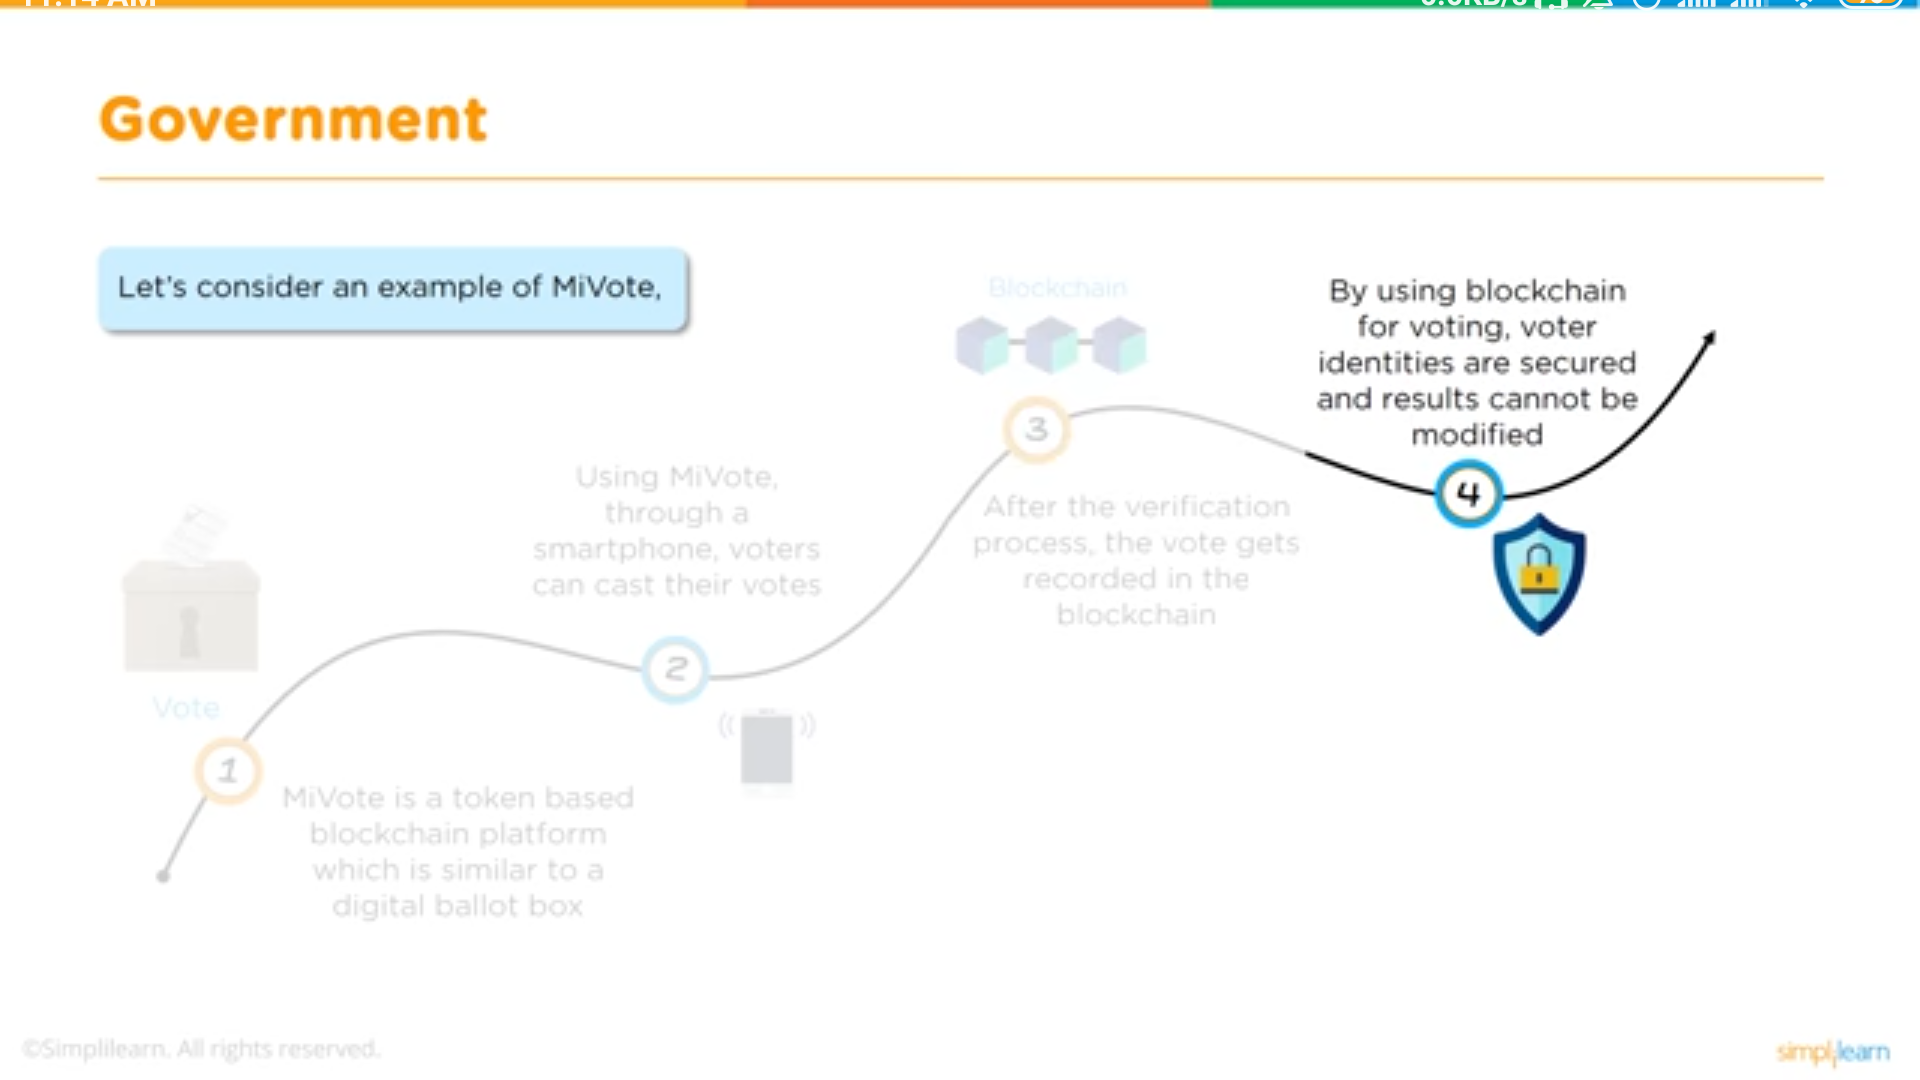 Government
Let's consider an example of MiVote,
Vote
1
MiVote is a token based
blockchain platform
which is similar to a
digital ballot box
Using MiVote,
through a
smartphone, voters
can cast their votes
2
Blockchain
3
After the verification
process, the vote gets
recorded in the
blockchain
By using blockchain
for voting, voter
identities are secured
and results cannot be
modified
4
©Simplilearn. All rights reserved.
simplilearn